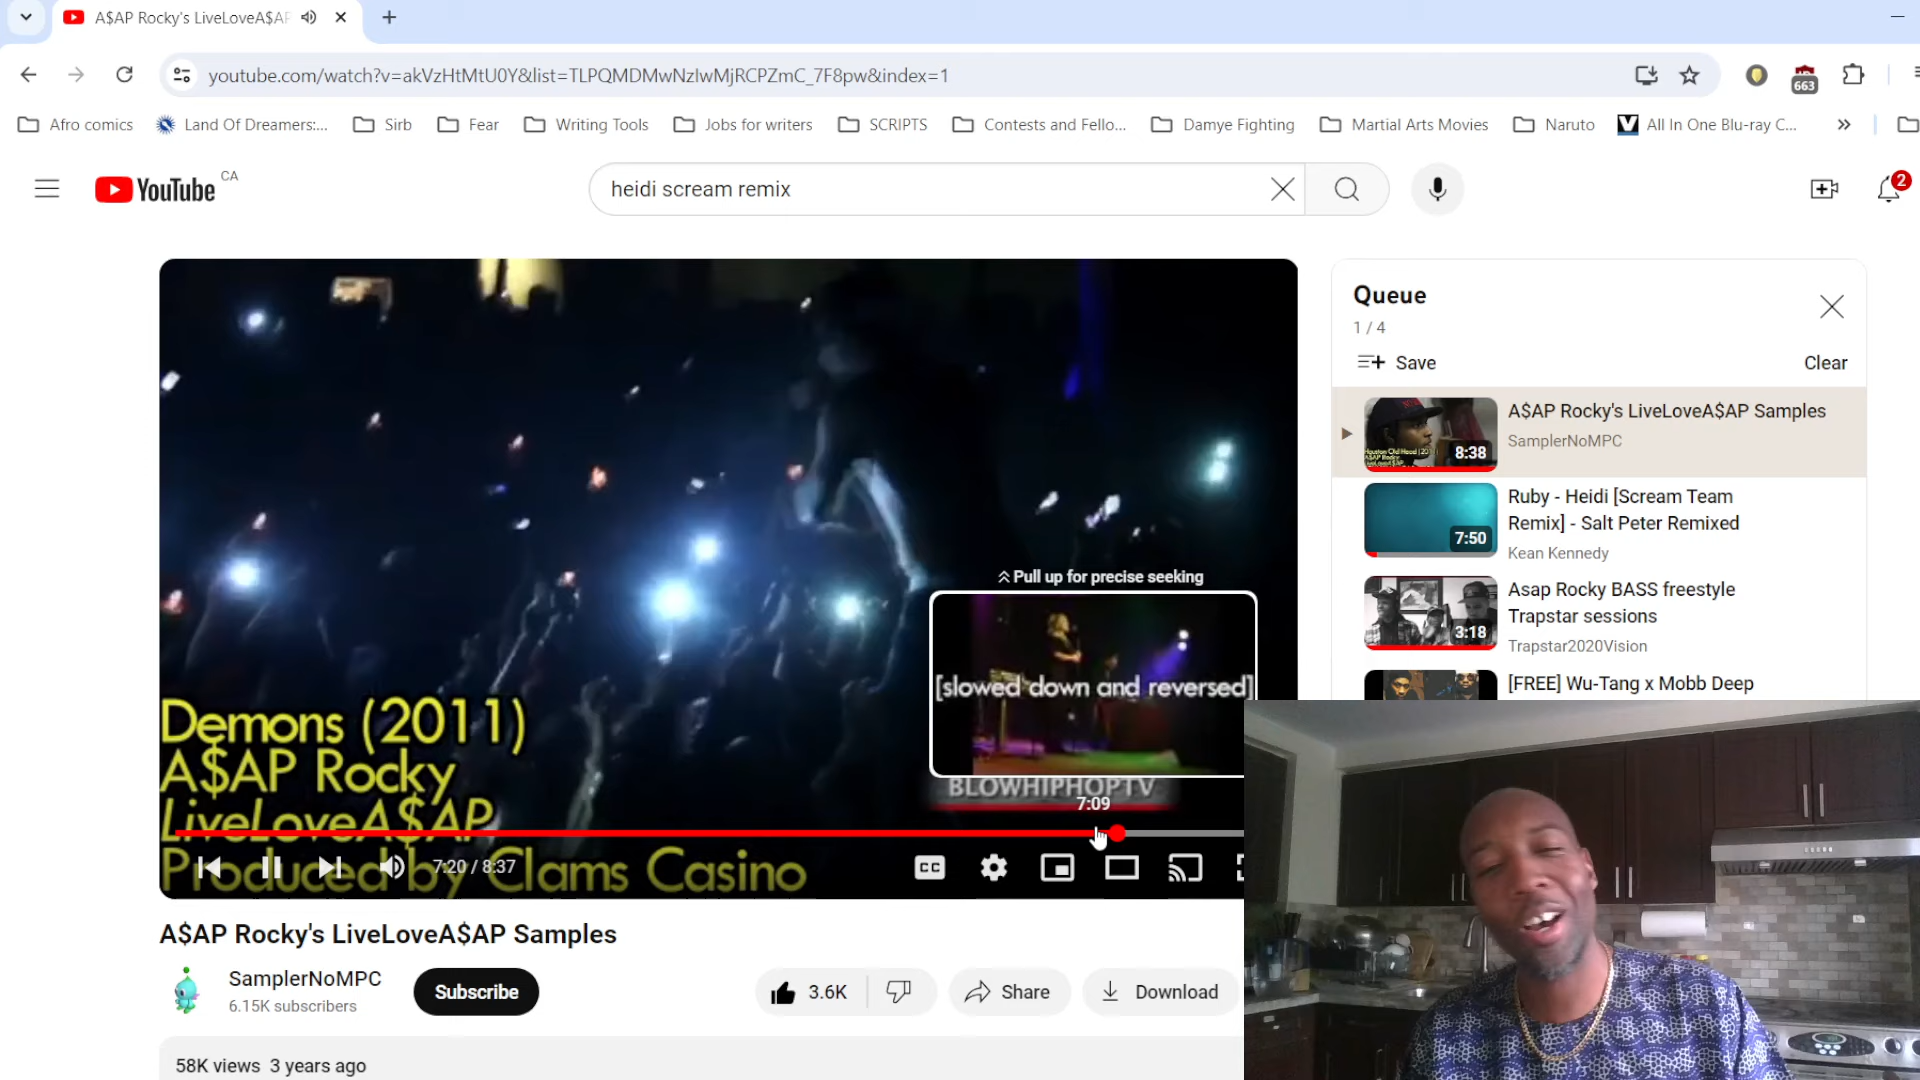 A$AP Rocky's LiveLoveA$AP
youtube.com/watch?v=akVzHtMtU0Y&list=TLPQMDMwNzIwMjRCPZmC_7F8pw&index=1
663
Afro comics
Land Of Dreamers:...
Sirb
Fear
Writing Tools
Jobs for writers
SCRIPTS
Contests and Fello...
Damye Fighting
Martial Arts Movies
Naruto
All In One Blu-ray C...
YouTube CA
heidi scream remix
2
Pull up for precise seeking
[slowed down and reversed]
BLOWHIPHOPTV
7:09
Demons (2011)
A$AP Rocky
LiveLoveA$AP
Produced by Clams Casino
7:20 / 8:37
CC
A$AP Rocky's LiveLoveA$AP Samples
SamplerNoMPC
6.15K subscribers
Subscribe
3.6K
Share
Download
58K views 3 years ago
Queue
1 / 4
Save
Clear
8:38
A$AP Rocky's LiveLoveA$AP Samples
SamplerNoMPC
7:50
Ruby - Heidi [Scream Team
Remix] - Salt Peter Remixed
Kean Kennedy
3:18
Asap Rocky BASS freestyle
Trapstar sessions
Trapstar2020Vision
[FREE] Wu-Tang x Mobb Deep